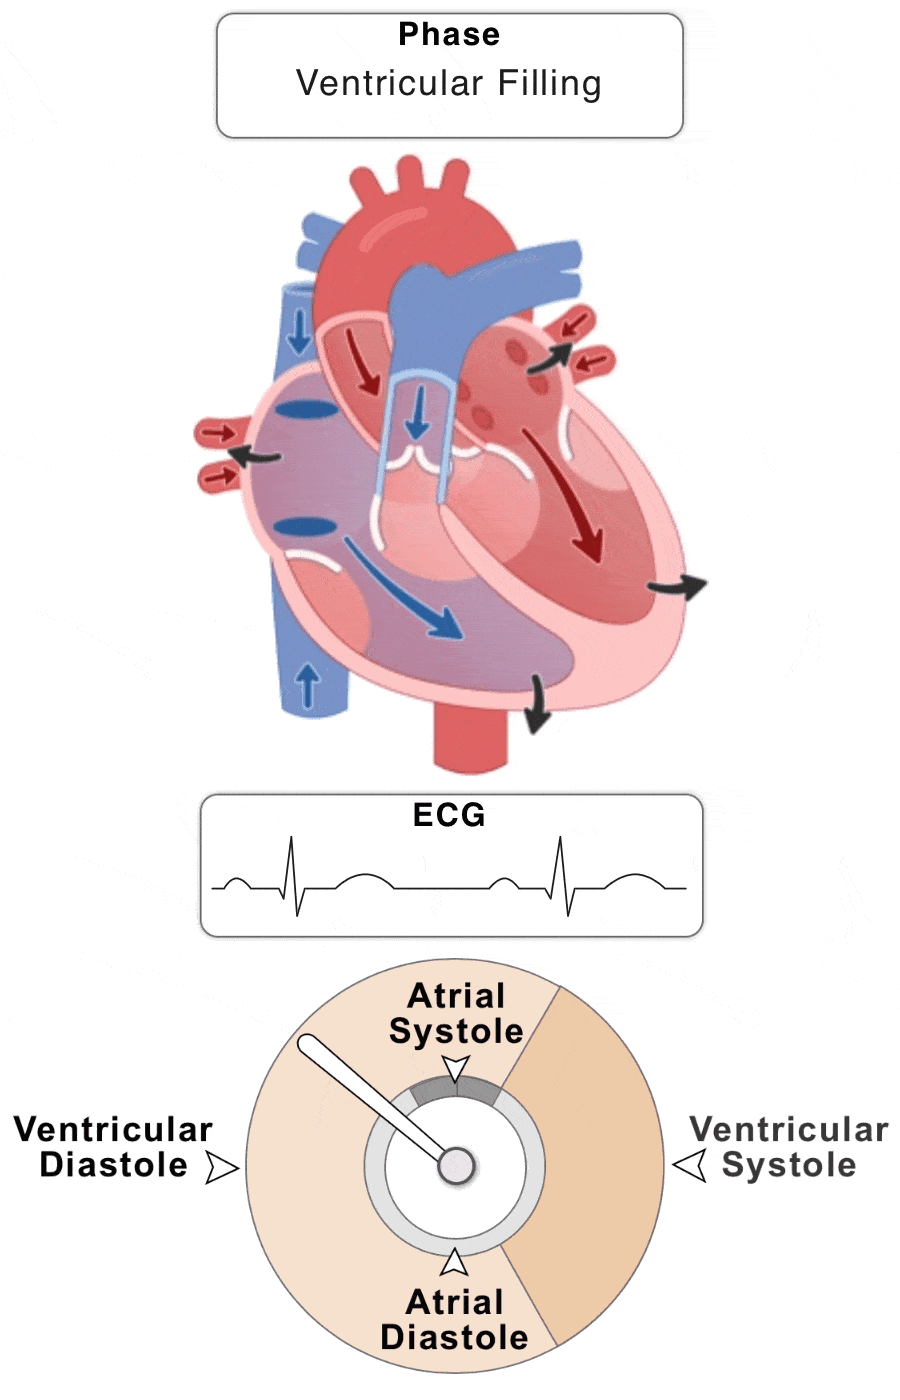 Phase
Ventricular Filling
ECG
Atrial
Systole
Ventricular
Diastole
Ventricular
Systole
Atrial
Diastole